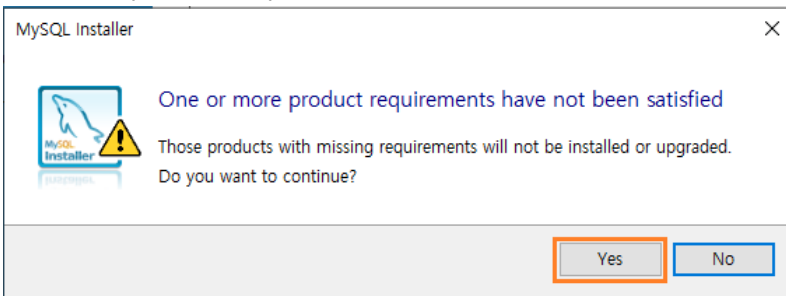 MySQL Installer
One or more product requirements have not been satisfied
MySQL
Installer
Those products with missing requirements will not be installed or upgraded.
Do you want to continue?
Yes No